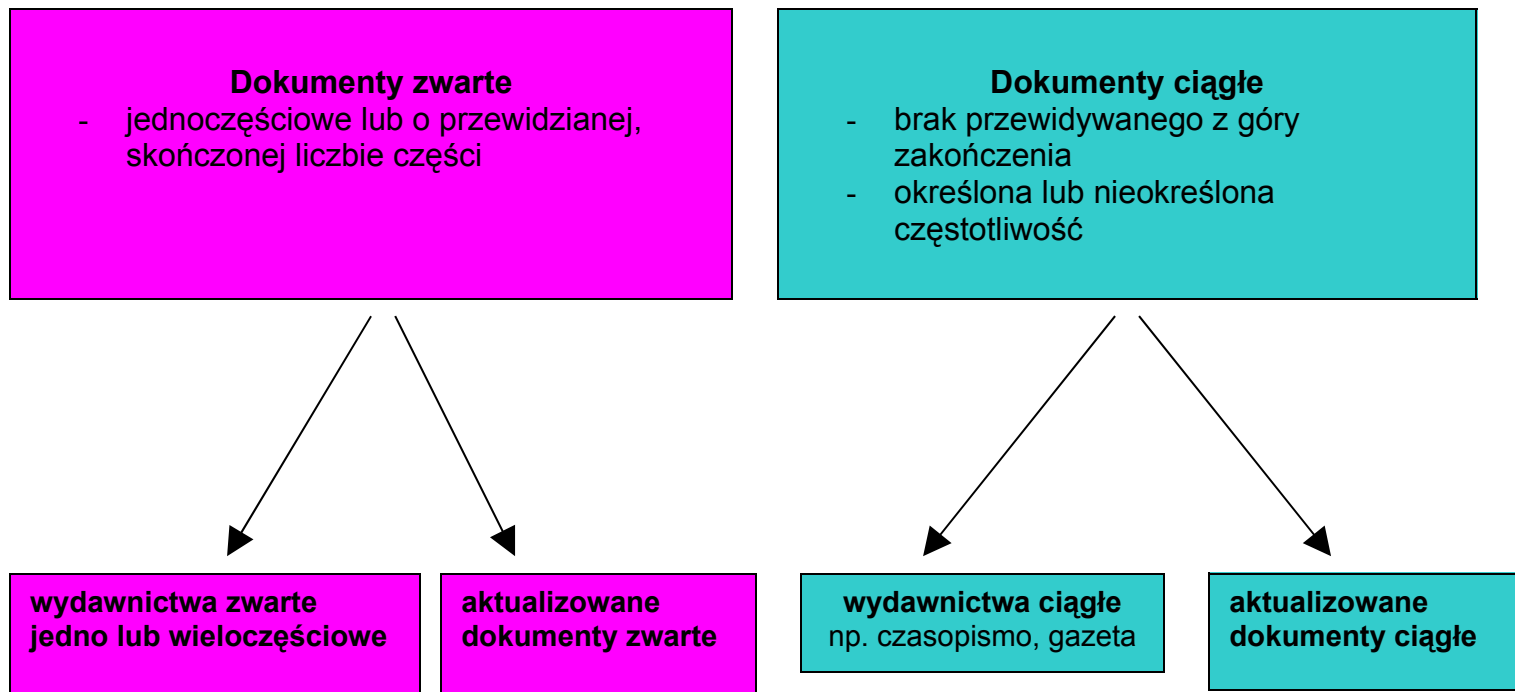 Dokumenty zwarte
- jednoczęściowe lub o przewidzianej,
skończonej liczbie części
Dokumenty ciągłe
- brak przewidywanego z góry
zakończenia
- określona lub nieokreślona
częstotliwość
wydawnictwa zwarte
jedno lub wieloczęściowe
aktualizowane
dokumenty zwarte
wydawnictwa ciągłe
np. czasopismo, gazeta
aktualizowane
dokumenty ciągłe